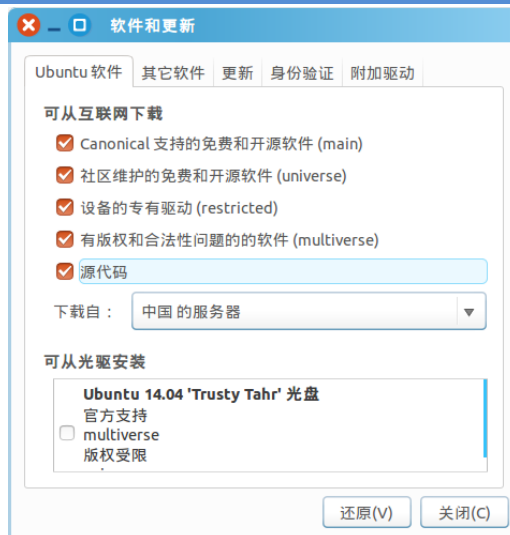 软件和更新
Ubuntu 软件 其它软件 更新 身份验证 附加驱动
可从互联网下载
Canonical 支持的免费和开源软件 (main)
社区维护的免费和开源软件 (universe)
设备的专有驱动 (restricted)
有版权和合法性问题的的软件 (multiverse)
源代码
下载自： 中国 的服务器
可从光驱安装
Ubuntu 14.04 'Trusty Tahr' 光盘
官方支持
multiverse
版权受限
还原(V) 关闭(C)